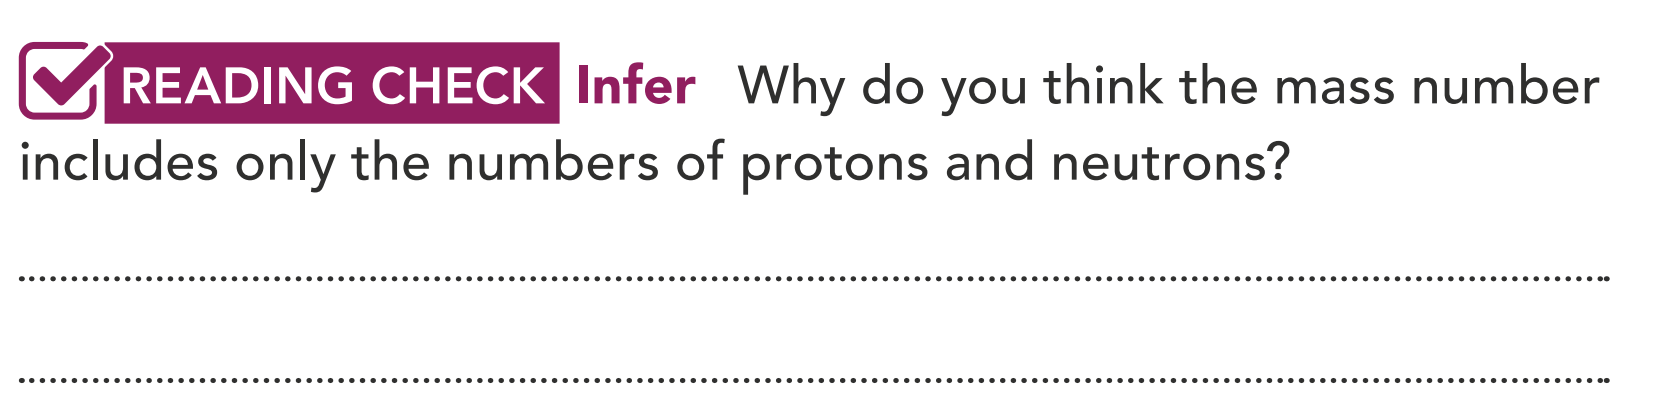 READING CHECK Infer Why do you think the mass number
includes only the numbers of protons and neutrons?